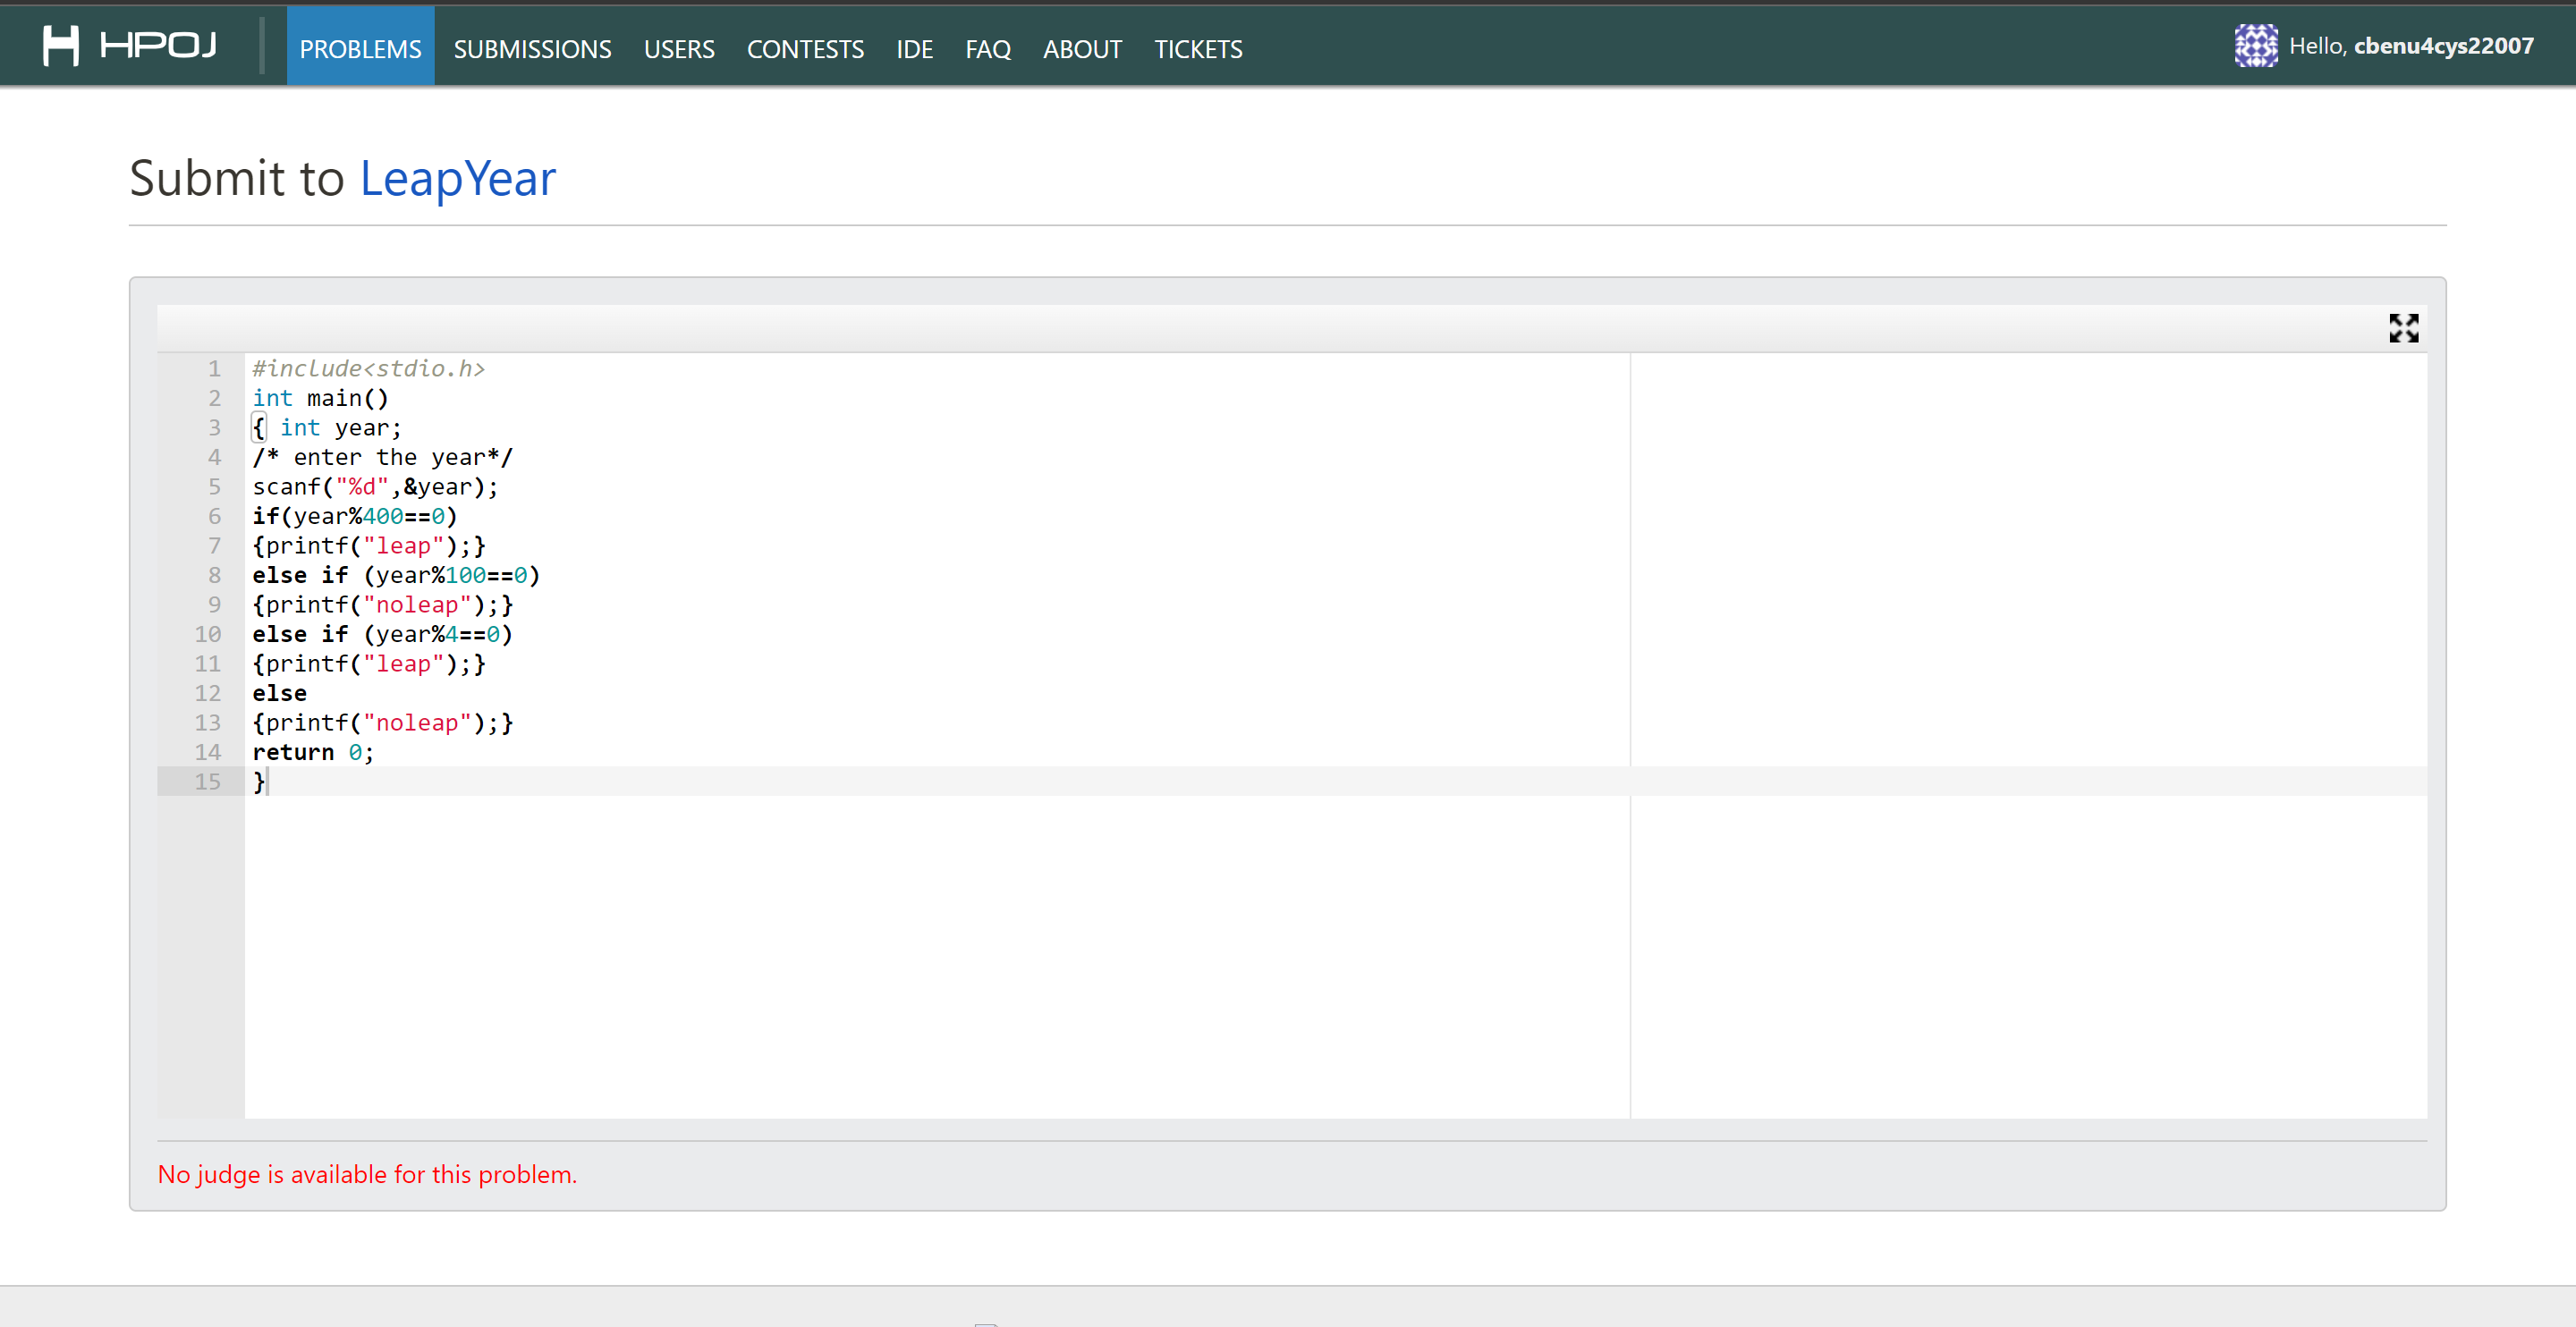 HPOJ PROBLEMS SUBMISSIONS USERS CONTESTS IDE FAQ ABOUT TICKETS Hello, cbenu4cys22007
Submit to LeapYear
1 #include<stdio.h>
2 int main()
3 { int year;
4 /* enter the year*/
5 scanf("%d",&year);
6 if(year%400==0)
7 {printf("leap");}
8 else if (year%100==0)
9 {printf("noleap");}
10 else if (year%4==0)
11 {printf("leap");}
12 else
13 {printf("noleap");}
14 return 0;
15 }
No judge is available for this problem.